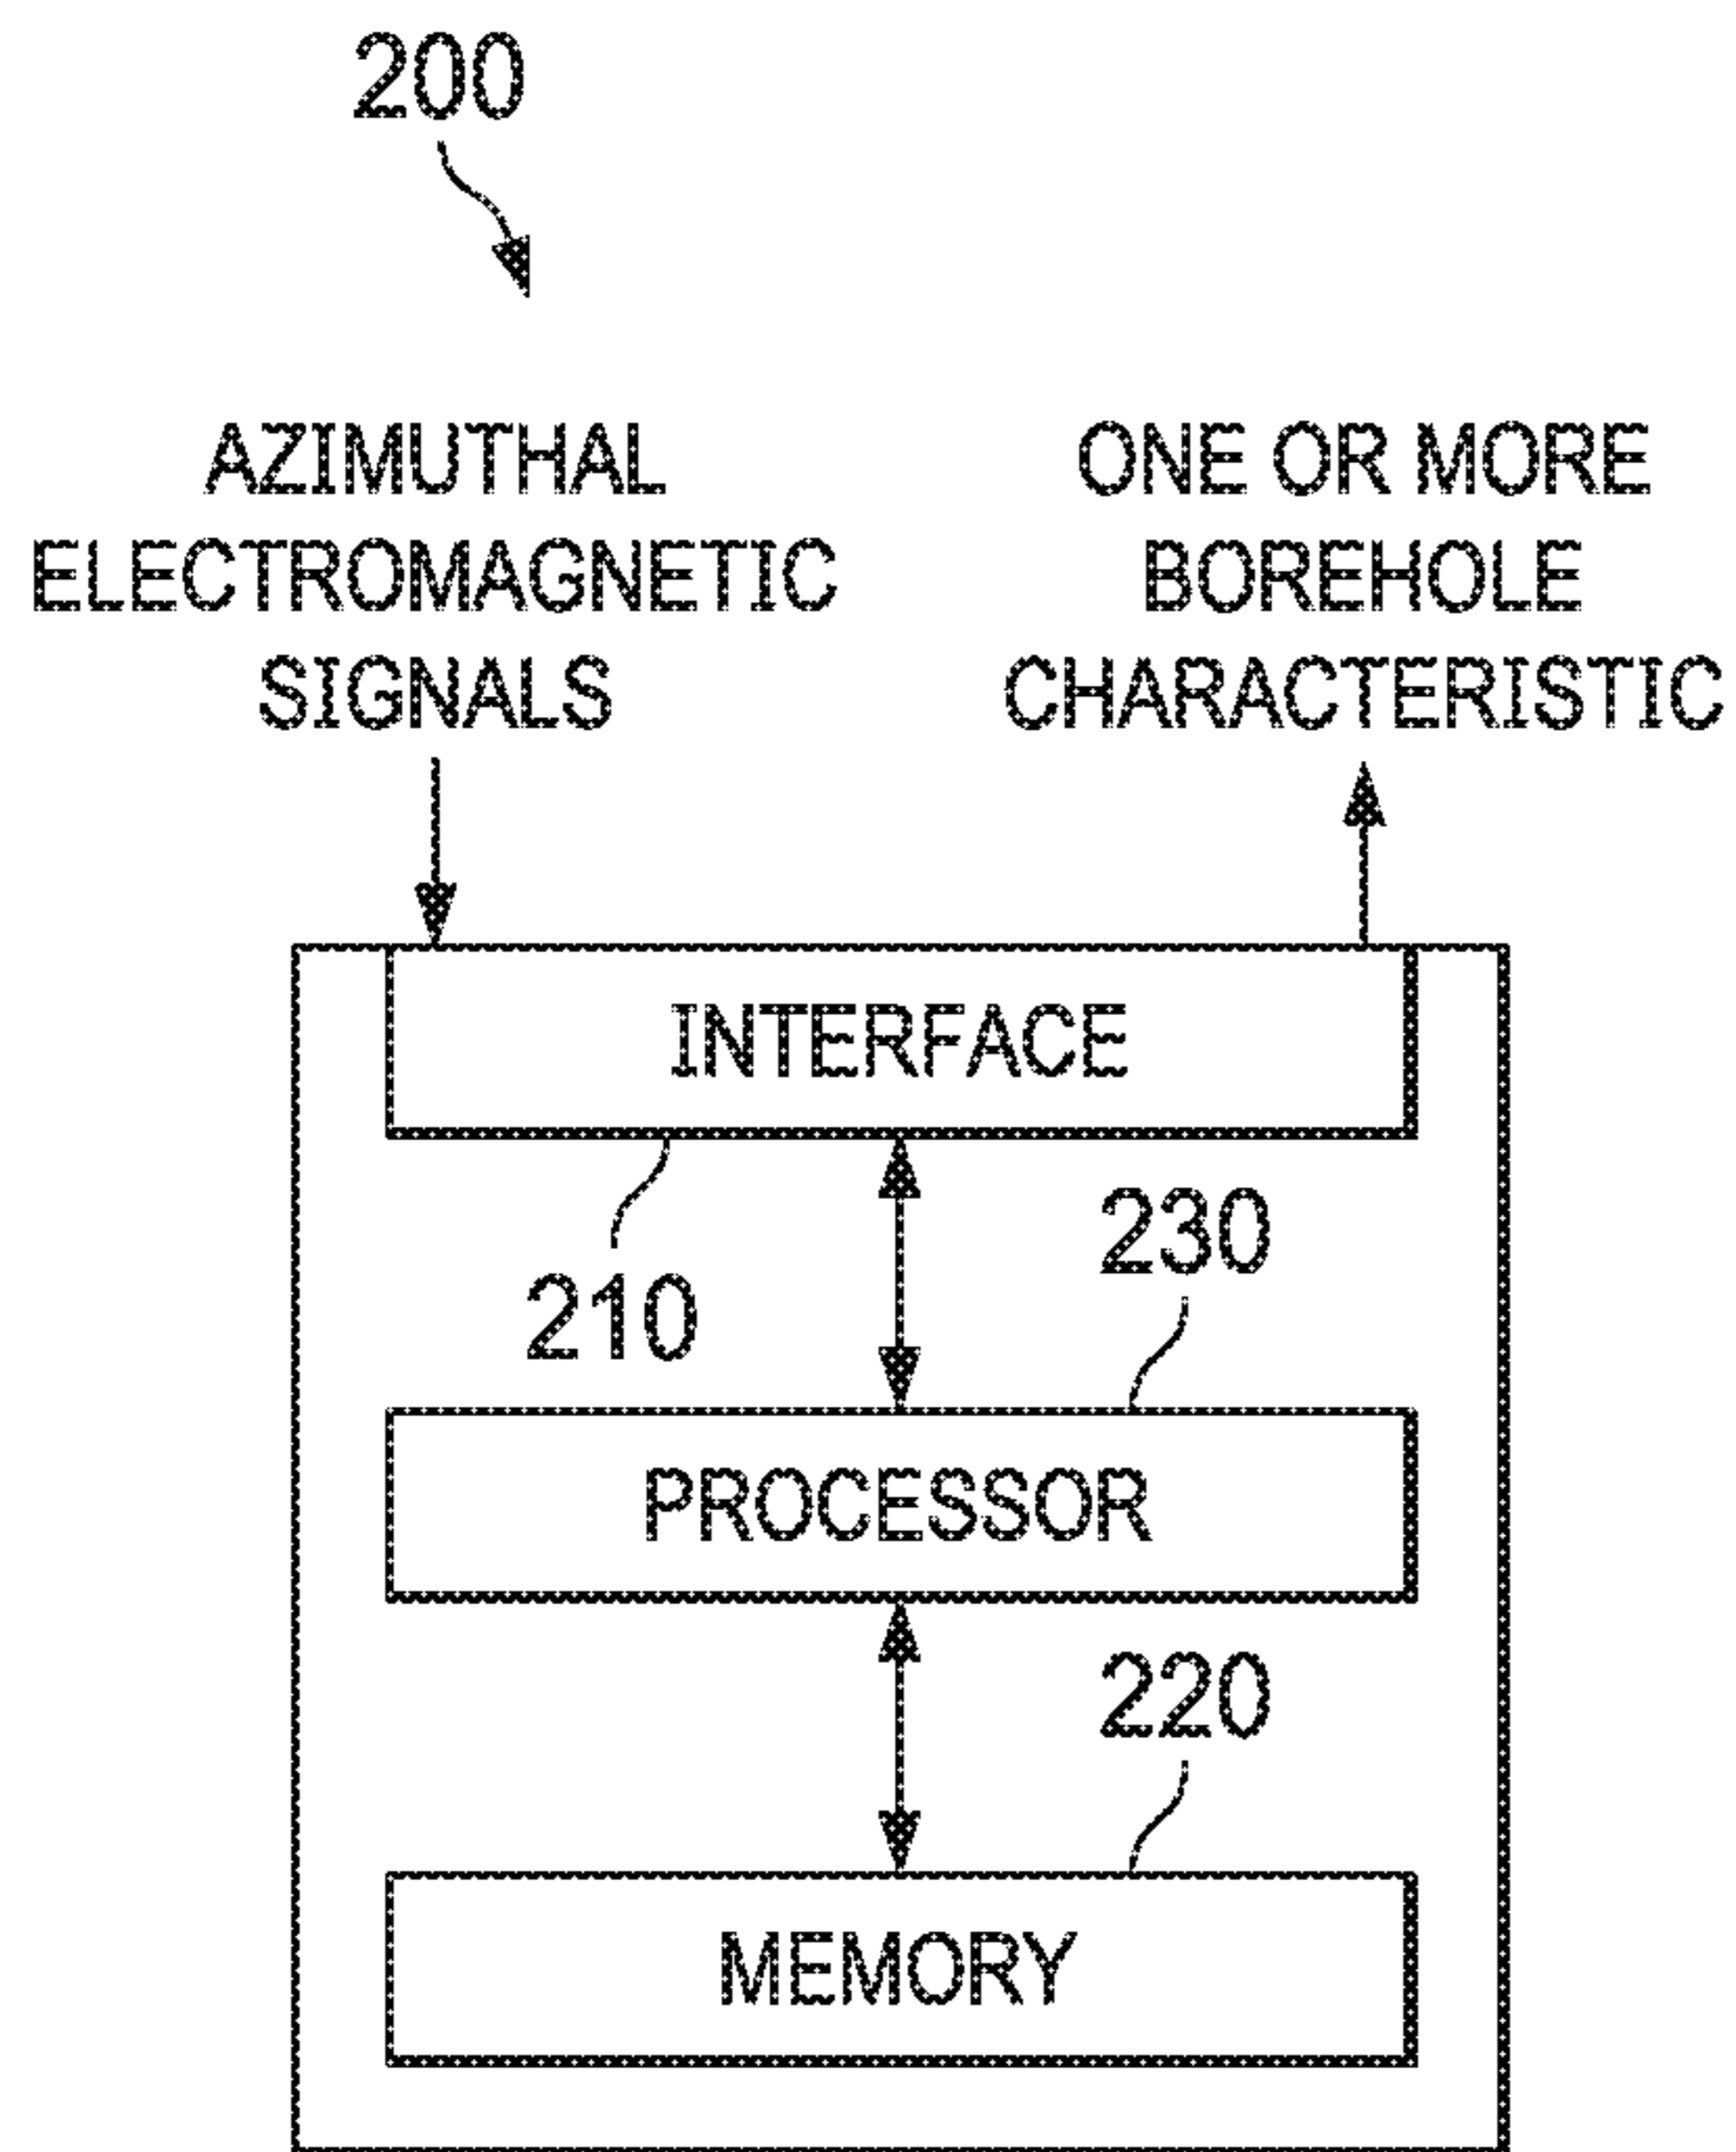 200
AZIMUTHAL
ELECTROMAGNETIC
SIGNALS
ONE OR MORE
BOREHOLE
CHARACTERISTIC
INTERFACE
210
230
PROCESSOR
220
MEMORY